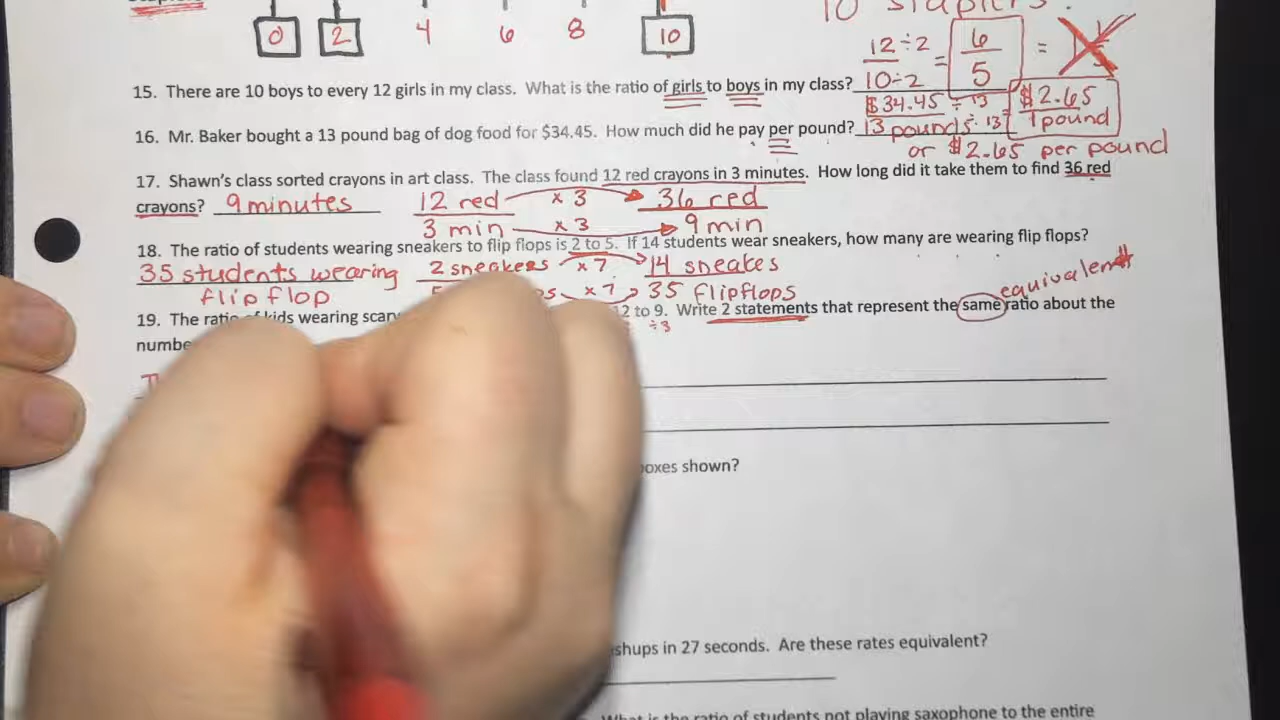 0 2 4 6 8 10
12 ÷2 = 6 =
15. There are 10 boys to every 12 girls in my class. What is the ratio of girls to boys in my class? 10÷2 5
$34.45 ÷ 13 $2.65
16. Mr. Baker bought a 13 pound bag of dog food for $34.45. How much did he pay per pound? 13 pounds ÷ 13 1 pound
or $2.65 per pound
17. Shawn's class sorted crayons in art class. The class found 12 red crayons in 3 minutes. How long did it take them to find 36 red
crayons? 9 minutes 12 red x 3 36 red
3 min x 3 9 min
18. The ratio of students wearing sneakers to flip flops is 2 to 5. If 14 students wear sneakers, how many are wearing flip flops?
35 students wearing 2 sneakers x 7 14 sneakes
flip flop x 7 35 flipflops equivalent
19. The ratio of kids wearing 12 to 9. Write 2 statements that represent the same ratio about the
÷3
oxes shown?
shups in 27 seconds. Are these rates equivalent?
What is the ratio of students not playing saxophone to the entire